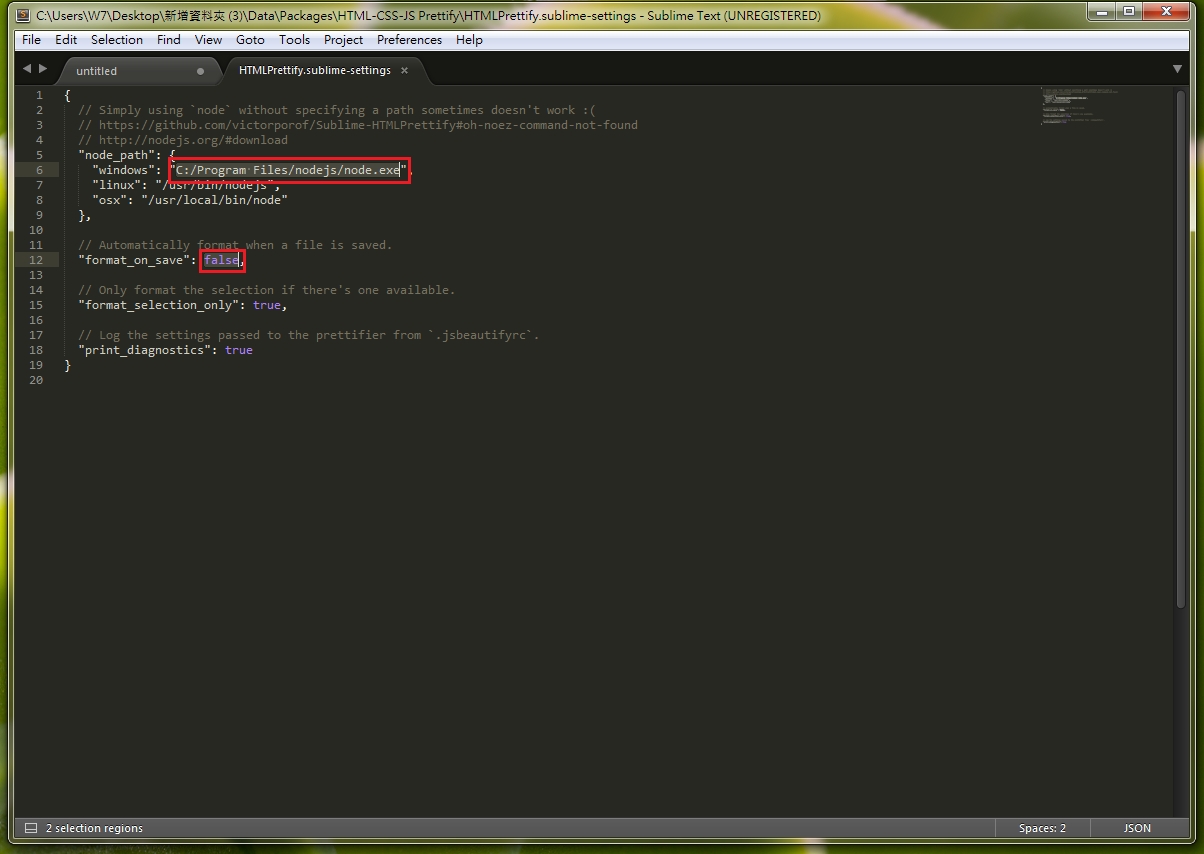 C:\Users\W7\Desktop\新增資料夾 (3)\Data\Packages\HTML-CSS-JS Prettify\HTMLPrettify.sublime-settings - Sublime Text (UNREGISTERED)
File Edit Selection Find View Goto Tools Project Preferences Help
untitled HTMLPrettify.sublime-settings
1 {
2 // Simply using `node` without specifying a path sometimes doesn't work :(
3 // https://github.com/victorporof/Sublime-HTMLPrettify#oh-noez-command-not-found
4 // http://nodejs.org/#download
5 "node_path": {
6 "windows": "C:/Program Files/nodejs/node.exe",
7 "linux": "/usr/bin/nodejs",
8 "osx": "/usr/local/bin/node"
9 },
10
11 // Automatically format when a file is saved.
12 "format_on_save": false,
13
14 // Only format the selection if there's one available.
15 "format_selection_only": true,
16
17 // Log the settings passed to the prettifier from `.jsbeautifyrc`.
18 "print_diagnostics": true
19 }
20
2 selection regions Spaces: 2 JSON